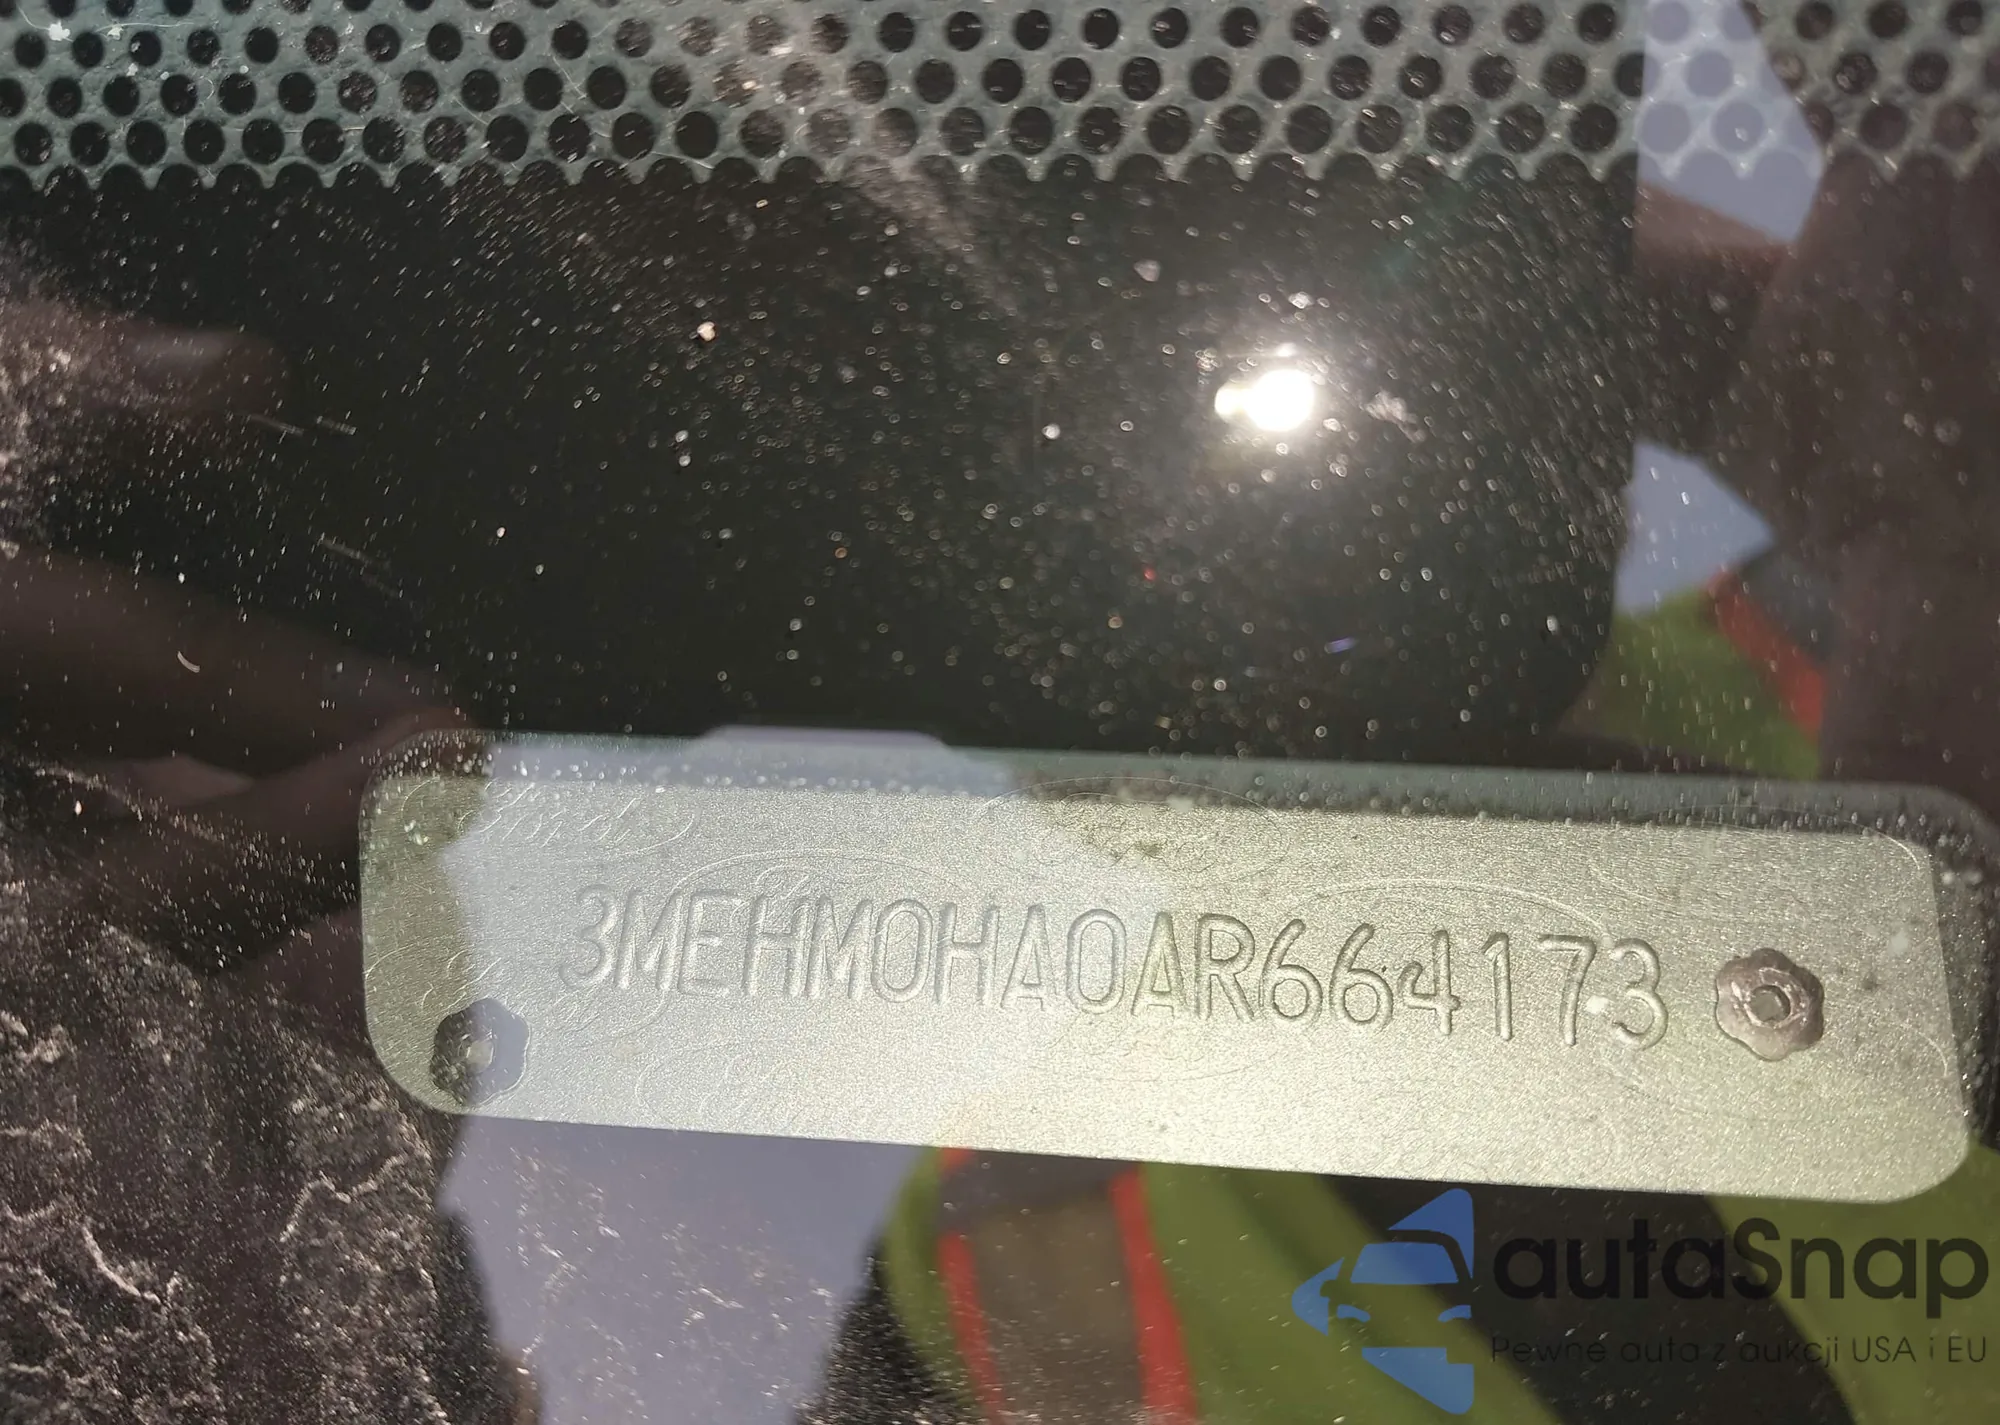 3MEHM0HA0AR664173
autaSnap
Pewne auta z aukcji USA i EU